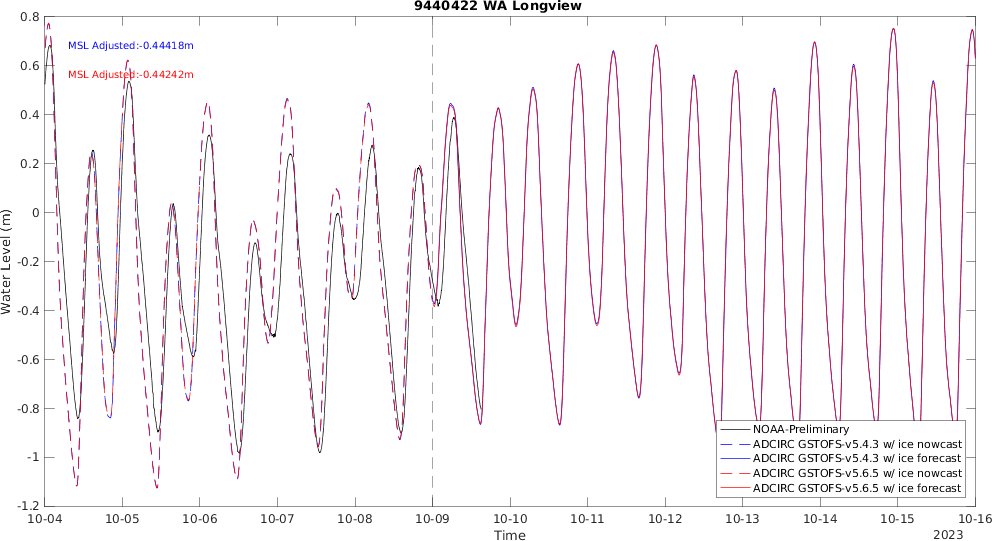 9440422 WA Longview
0.8
0.6
0.4
0.2
0
-0.2
-0.4
-0.6
-0.8
-1
-1.2
Water Level (m)
MSL Adjusted:-0.44418m
MSL Adjusted:-0.44242m
NOAA-Preliminary
ADCIRC GSTOFS-v5.4.3 w/ ice nowcast
ADCIRC GSTOFS-v5.4.3 w/ ice forecast
ADCIRC GSTOFS-v5.6.5 w/ ice nowcast
ADCIRC GSTOFS-v5.6.5 w/ ice forecast
10-04 10-05 10-06 10-07 10-08 10-09 10-10 10-11 10-12 10-13 10-14 10-15 10-16
Time
2023